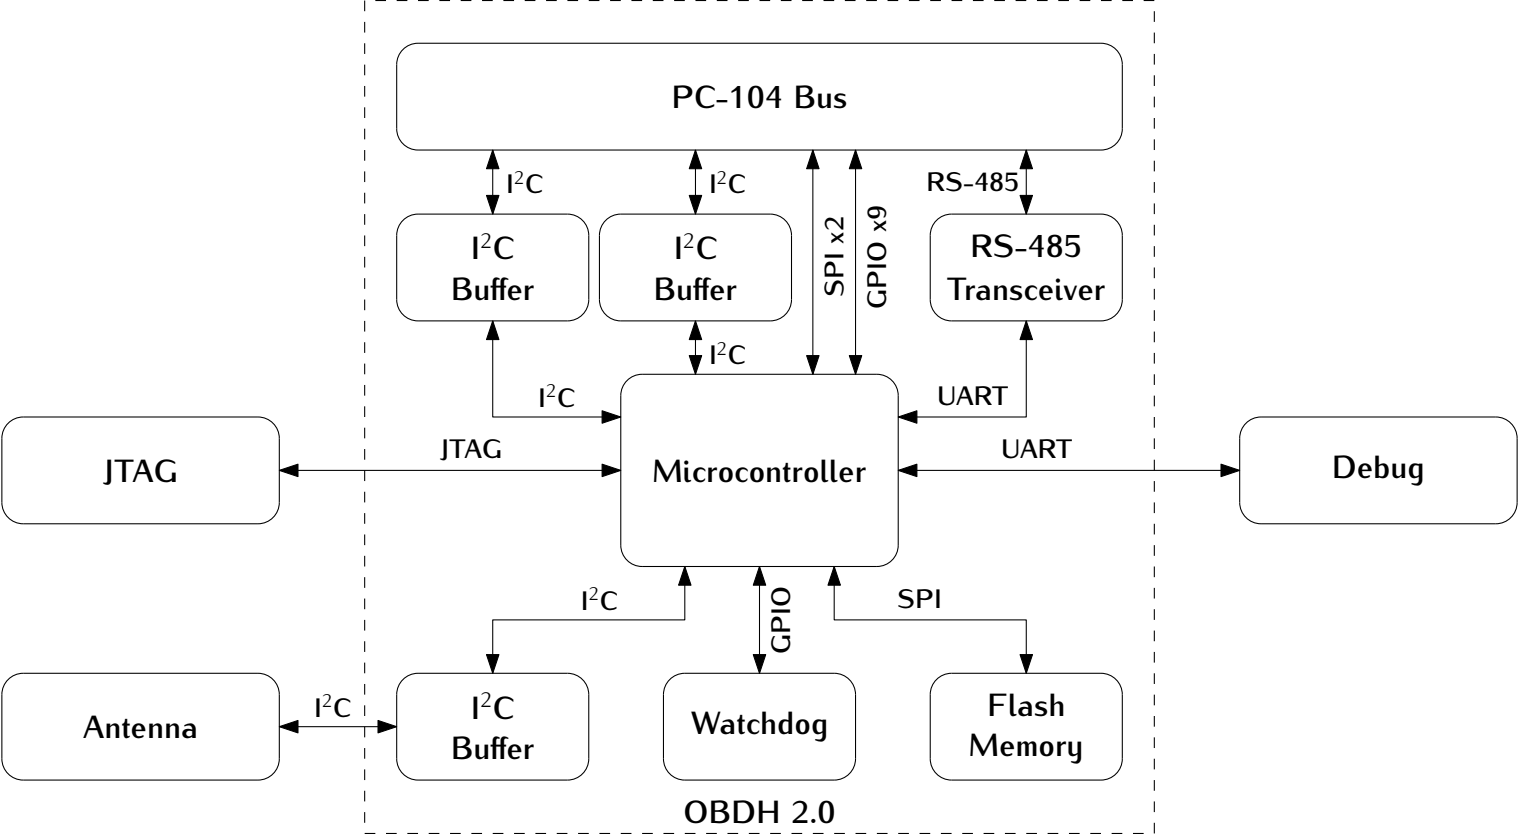 PC-104 Bus
I²C
I²C
RS-485
I²C
Buffer
I²C
Buffer
SPI x2
GPIO x9
RS-485
Transceiver
I²C
I²C
UART
JTAG
JTAG
Microcontroller
UART
Debug
I²C
GPIO
SPI
Antenna
I²C
I²C
Buffer
Watchdog
Flash
Memory
OBDH 2.0